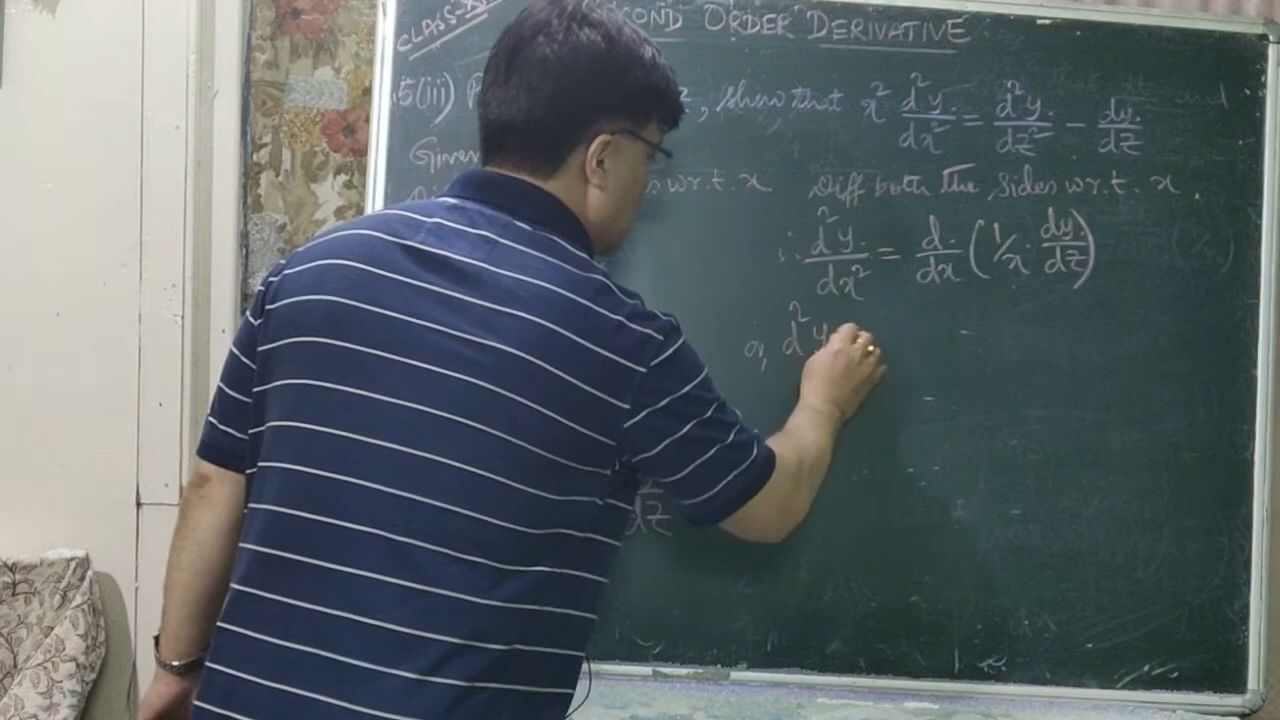 CLASS-
SECOND ORDER DERIVATIVE
5(iii) , show that x² d²y/dx² = d²y/dz² - dy/dz
Given
w.r.t. x Diff both the sides w.r.t. x.
∴ d²y/dx² = d/dx (1/x · dy/dz)
or, d²y
dz